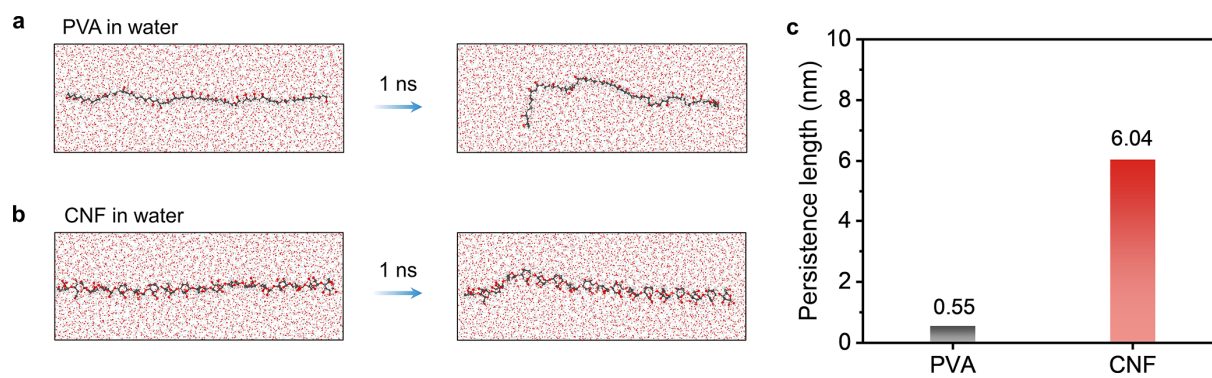 a
PVA in water
1 ns
b
CNF in water
1 ns
c
Persistence length (nm)
10
8
6
4
2
0
0.55
6.04
PVA
CNF